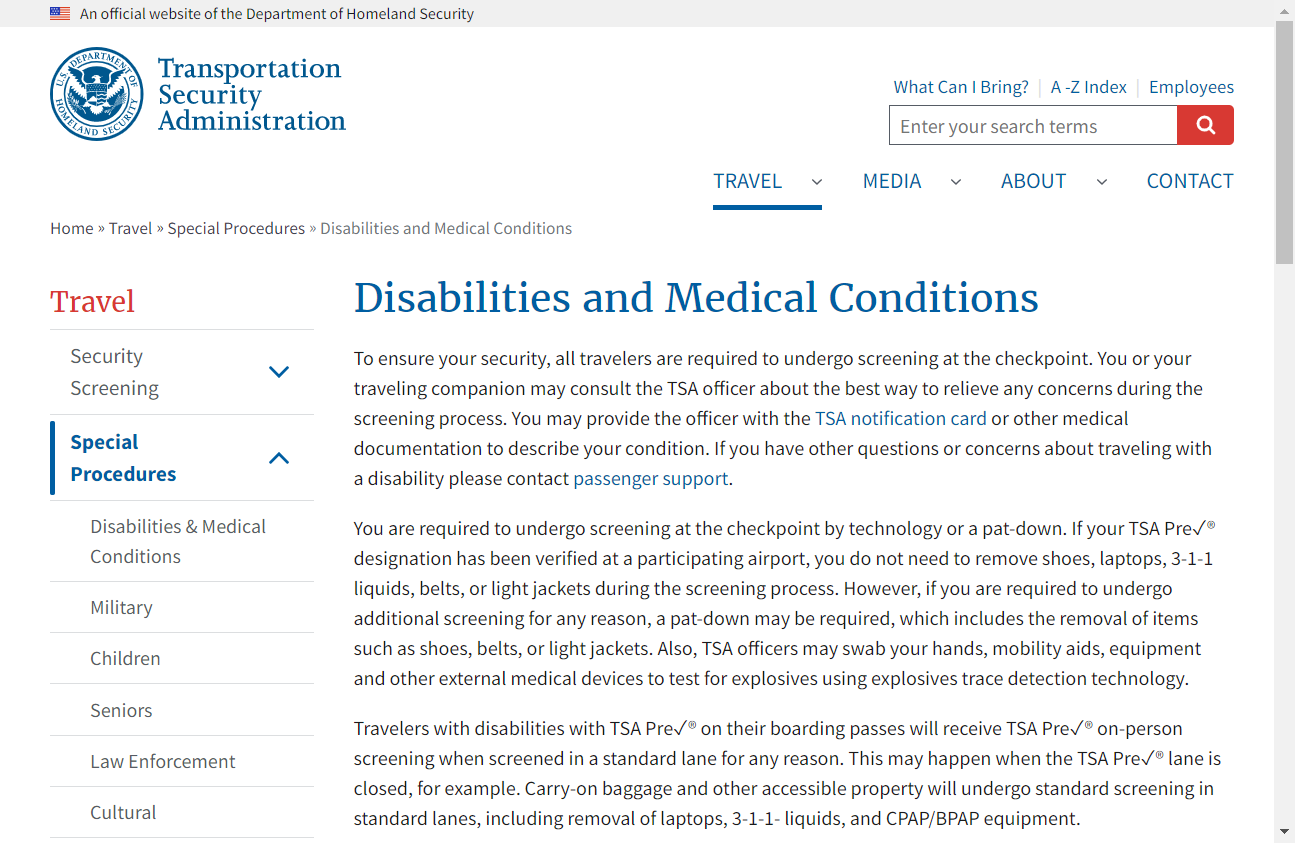 An official website of the Department of Homeland Security
U.S. DEPARTMENT OF HOMELAND SECURITY
Transportation
Security
Administration
What Can I Bring?
A -Z Index
Employees
Enter your search terms
TRAVEL
MEDIA
ABOUT
CONTACT
Home » Travel » Special Procedures » Disabilities and Medical Conditions
Travel
Security
Screening
Special
Procedures
Disabilities & Medical
Conditions
Military
Children
Seniors
Law Enforcement
Cultural
Disabilities and Medical Conditions
To ensure your security, all travelers are required to undergo screening at the checkpoint. You or your
traveling companion may consult the TSA officer about the best way to relieve any concerns during the
screening process. You may provide the officer with the TSA notification card or other medical
documentation to describe your condition. If you have other questions or concerns about traveling with
a disability please contact passenger support.
You are required to undergo screening at the checkpoint by technology or a pat-down. If your TSA Pre✓®
designation has been verified at a participating airport, you do not need to remove shoes, laptops, 3-1-1
liquids, belts, or light jackets during the screening process. However, if you are required to undergo
additional screening for any reason, a pat-down may be required, which includes the removal of items
such as shoes, belts, or light jackets. Also, TSA officers may swab your hands, mobility aids, equipment
and other external medical devices to test for explosives using explosives trace detection technology.
Travelers with disabilities with TSA Pre✓® on their boarding passes will receive TSA Pre✓® on-person
screening when screened in a standard lane for any reason. This may happen when the TSA Pre✓® lane is
closed, for example. Carry-on baggage and other accessible property will undergo standard screening in
standard lanes, including removal of laptops, 3-1-1- liquids, and CPAP/BPAP equipment.